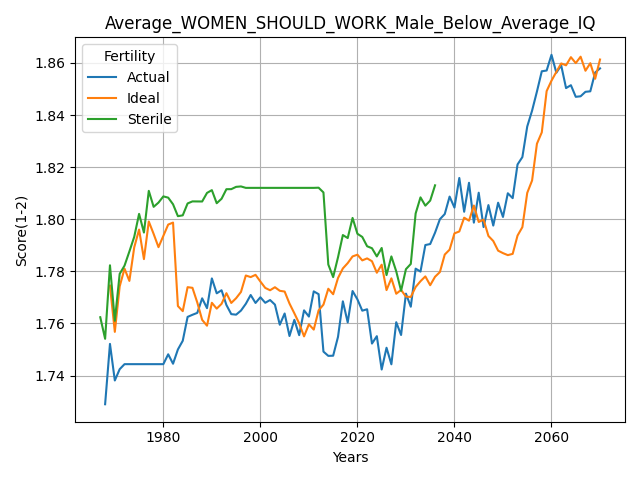 Average_WOMEN_SHOULD_WORK_Male_Below_Average_IQ
Fertility
Actual
Ideal
Sterile
Score(1-2)
1.86
1.84
1.82
1.80
1.78
1.76
1.74
1980 2000 2020 2040 2060
Years